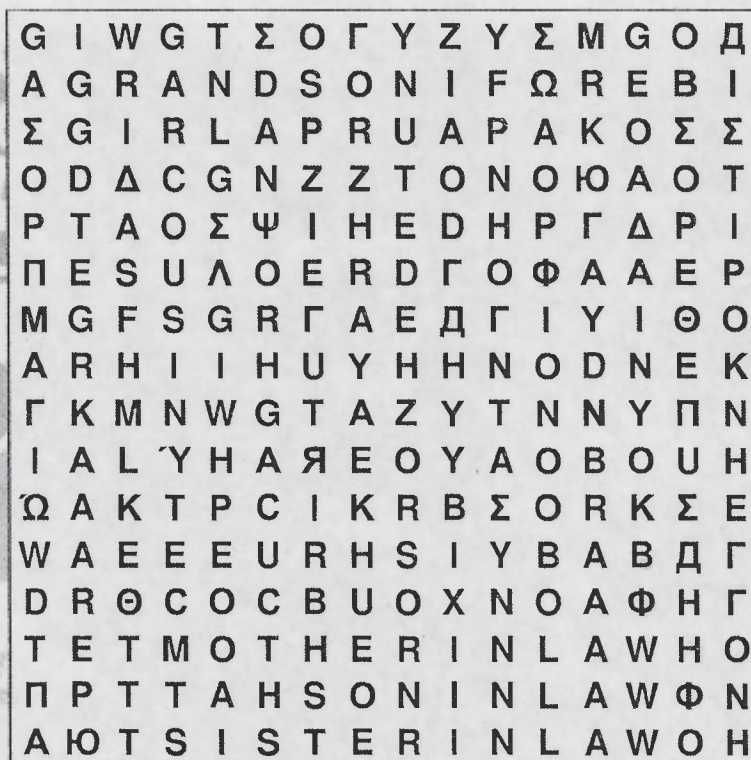 G I W G T Σ O Γ Y Z Y Σ M G O Д
A G R A N D S O N I F Ω R E B I
Σ G I R L A P R U A P A K O Σ Σ
O D Δ C G N Z Z T O N O Ю A O T
P T A O Σ Ψ I H E D H P Γ Δ P I
Π E S U Λ O E R D Γ O Φ A A E P
M G F S G R Γ A E Д Γ I Y I Θ O
A R H I I H U Y H H N O D N E K
Γ K M N W G T A Z Y T N N Y Π N
I A L Ύ H A Я E O Y A O B O U H
Ώ A K T P C I K R B Σ O R K Σ E
W A E E E U R H S I Y B A B Д Γ
D R Θ C O C B U O X N O A Φ H Γ
T E T M O T H E R I N L A W H O
Π P T T A H S O N I N L A W Φ N
A Ю T S I S T E R I N L A W O H